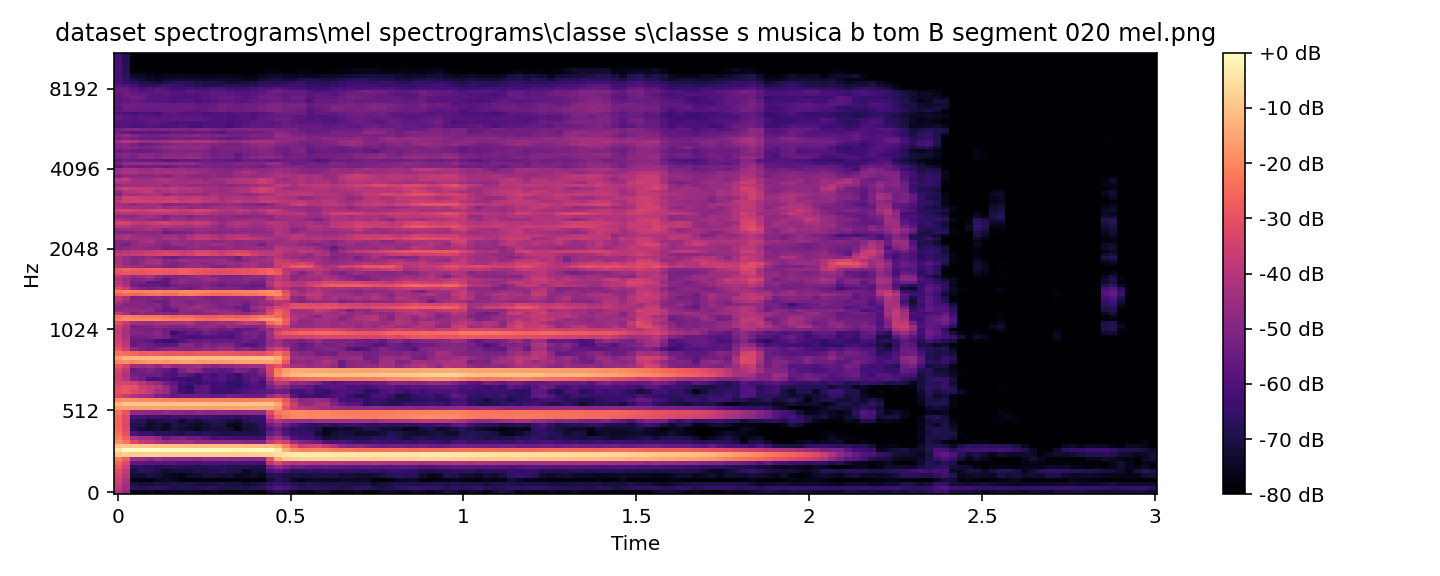 dataset spectrograms\mel spectrograms\classe s\classe s musica b tom B segment 020 mel.png
Hz
8192
4096
2048
1024
512
0
0 0.5 1 1.5 2 2.5 3
Time
+0 dB
-10 dB
-20 dB
-30 dB
-40 dB
-50 dB
-60 dB
-70 dB
-80 dB